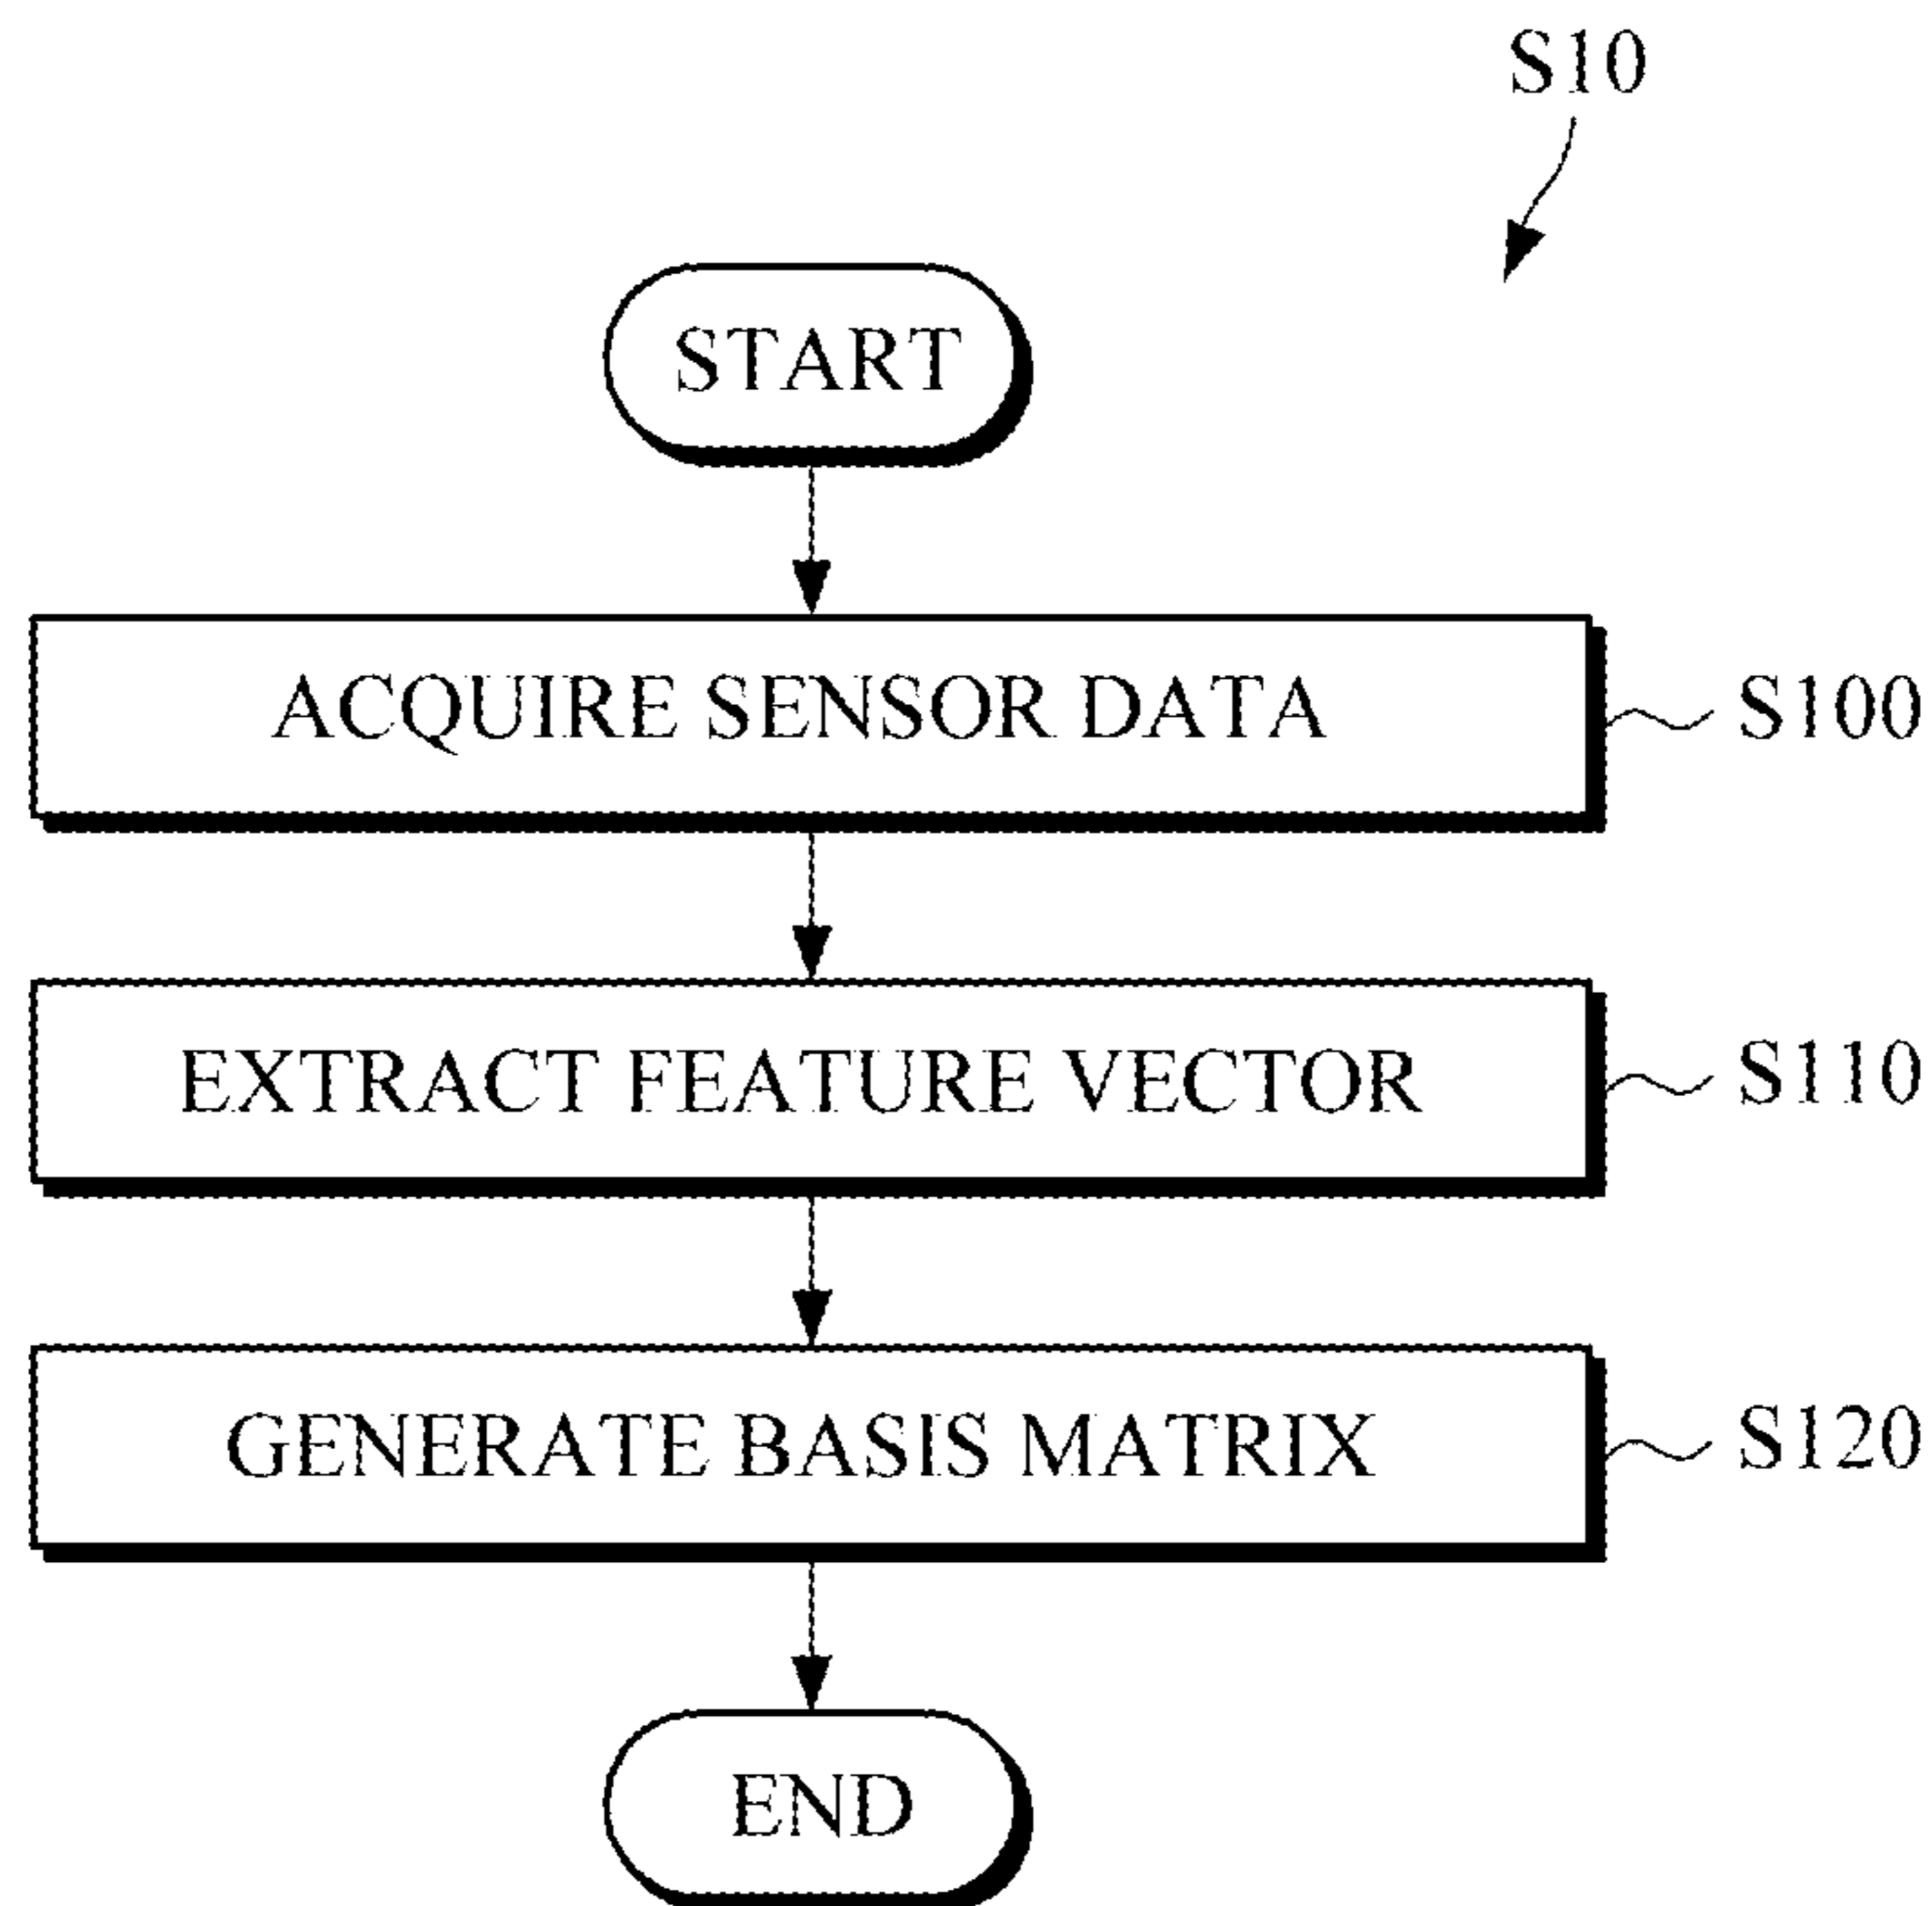 S10
START
ACQUIRE SENSOR DATA
S100
EXTRACT FEATURE VECTOR
S110
GENERATE BASIS MATRIX
S120
END